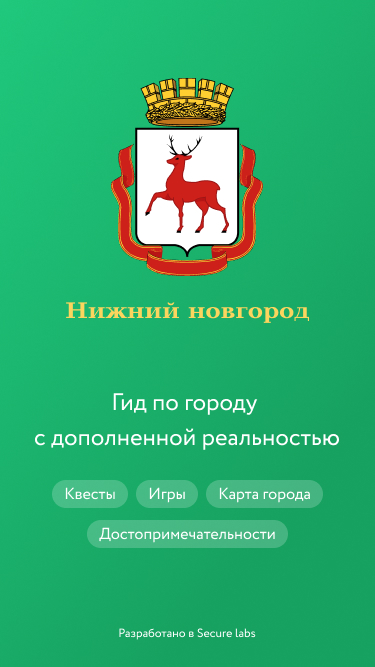 Нижний новгород
Гид по городу
с дополненной реальностью
Квесты Игры Карта города
Достопримечательности
Разработано в Secure labs